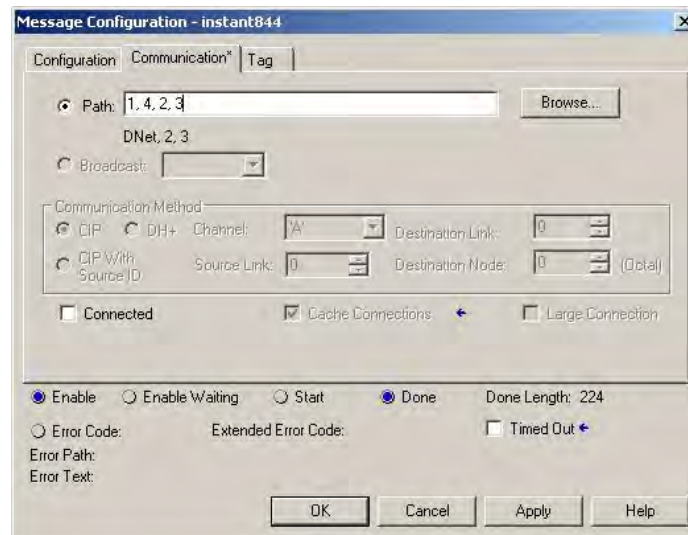 Message Configuration - instant844
Configuration Communication* Tag
Path: 1, 4, 2, 3 Browse...
DNet, 2, 3
Broadcast:
Communication Method
CIP DH+ Channel: 'A' Destination Link: 0
CIP With Source ID Source Link: 0 Destination Node: 0 (Octal)
Connected Cache Connections Large Connection
Enable Enable Waiting Start Done Done Length: 224
Error Code: Extended Error Code: Timed Out
Error Path:
Error Text:
OK Cancel Apply Help